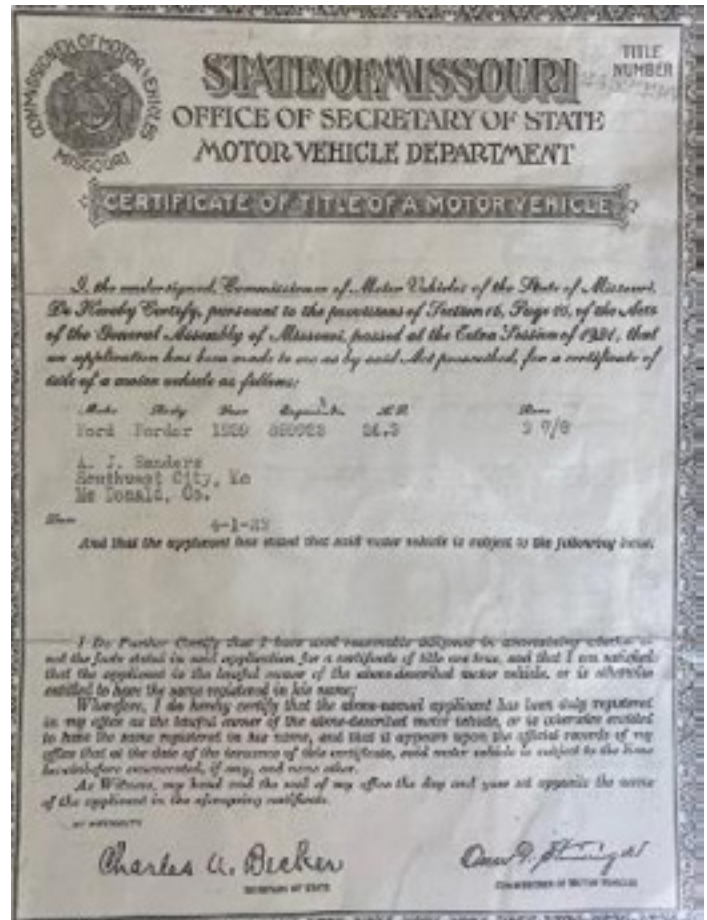 COMMISSIONER OF MOTOR VEHICLES
MISSOURI
TITLE
NUMBER
STATE OF MISSOURI
OFFICE OF SECRETARY OF STATE
MOTOR VEHICLE DEPARTMENT
CERTIFICATE OF TITLE OF A MOTOR VEHICLE
I, the undersigned, Commissioner of Motor Vehicles of the State of Missouri,
Do Hereby Certify, pursuant to the provisions of Section 16, Page of the Acts
of the General Assembly of Missouri, passed at the Extra Session of 1921, that
an application has been made to me as by said Act prescribed, for a certificate of
title of a motor vehicle as follows:
Make Body Year Engine No. H.P.
Ford Fordor 24.3 3 7/8
A. J. Sanders
Southwest City, Mo
Mc Donald, Co.
4-1-29
And that the applicant has stated that said motor vehicle is subject to the following liens:
I Do Further Certify that I have used reasonable diligence in ascertaining whether or
not the facts stated in said application for a certificate of title are true, and that I am satisfied
that the applicant is the lawful owner of the above-described motor vehicle, or is otherwise
entitled to have the same registered in his name;
Wherefore, I do hereby certify that the above-named applicant has been duly registered
in my office as the lawful owner of the above-described motor vehicle, or is otherwise entitled
to have the same registered in his name, and that it appears upon the official records of my
office that at the date of the issuance of this certificate, said motor vehicle is subject to the liens
hereinbefore enumerated, if any, and none other.
As Witness, my hand and the seal of my office the day and year set opposite the name
of the applicant in the aforegoing certificate.
Charles U. Becker
SECRETARY OF STATE
COMMISSIONER OF MOTOR VEHICLES